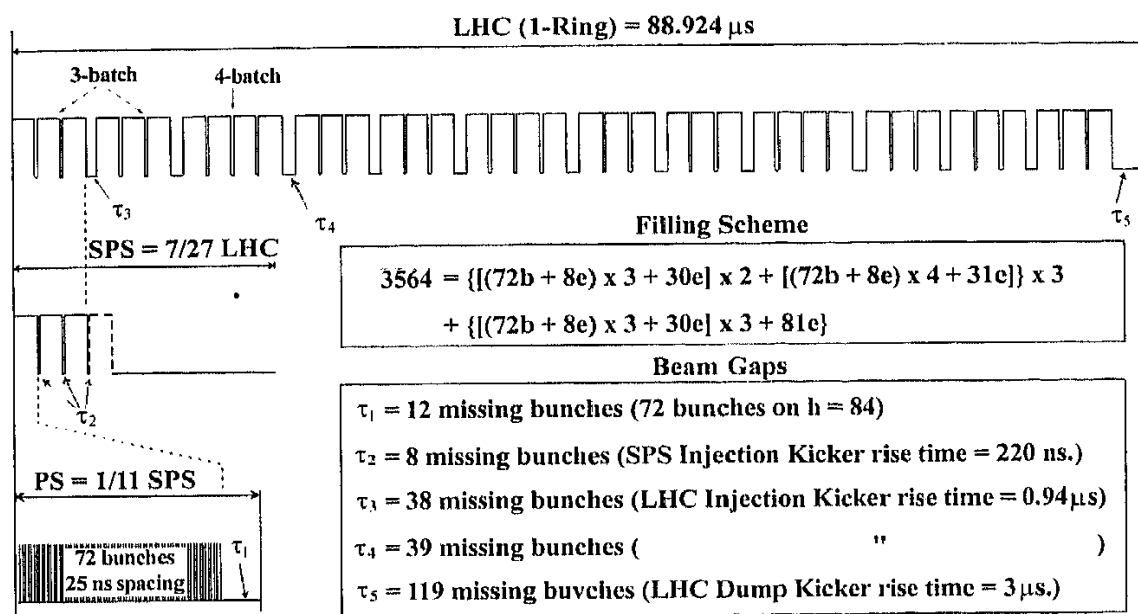 LHC (1-Ring) = 88.924 μs
3-batch
4-batch
τ3
τ4
τ5
SPS = 7/27 LHC
Filling Scheme
3564 = {[(72b + 8e) x 3 + 30e] x 2 + [(72b + 8e) x 4 + 31e]} x 3
+ {[(72b + 8e) x 3 + 30e] x 3 + 81e}
τ2
Beam Gaps
τ1 = 12 missing bunches (72 bunches on h = 84)
τ2 = 8 missing bunches (SPS Injection Kicker rise time = 220 ns.)
τ3 = 38 missing bunches (LHC Injection Kicker rise time = 0.94 μs)
τ4 = 39 missing bunches ( " )
τ5 = 119 missing buvches (LHC Dump Kicker rise time = 3 μs.)
PS = 1/11 SPS
τ1
72 bunches
25 ns spacing